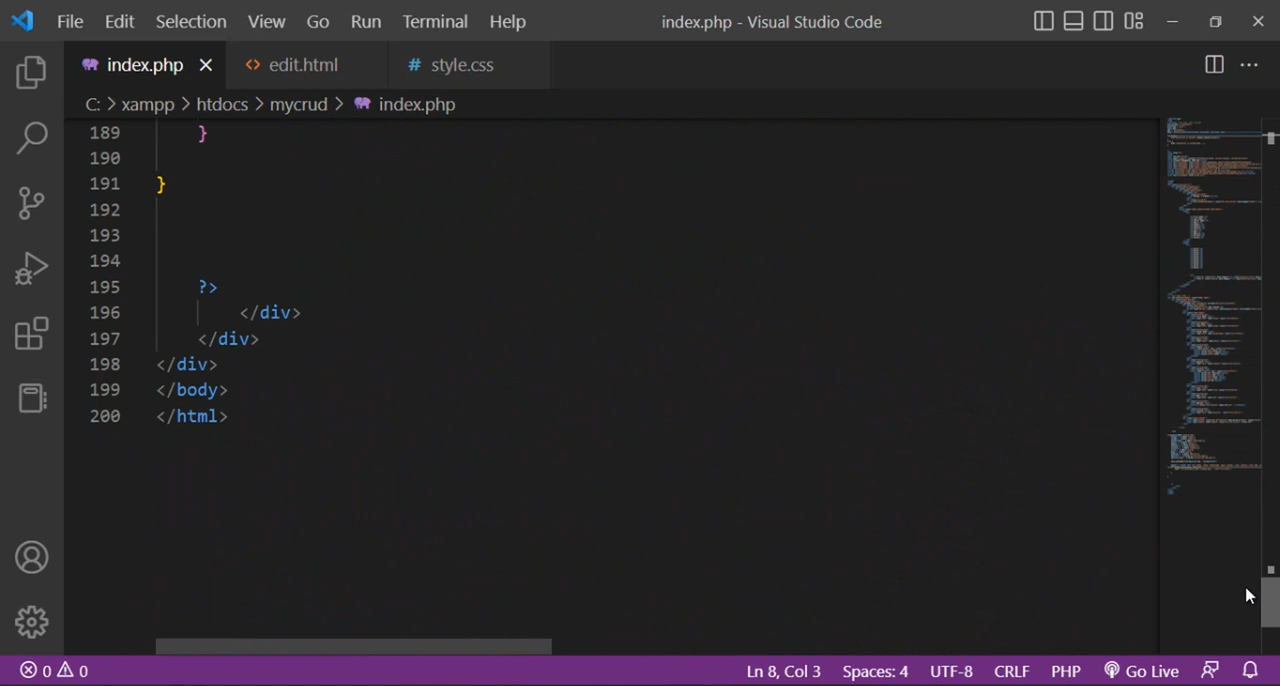 File Edit Selection View Go Run Terminal Help index.php - Visual Studio Code
index.php edit.html style.css
C: > xampp > htdocs > mycrud > index.php
189 }
190
191 }
192
193
194
195 ?>
196 </div>
197 </div>
198 </div>
199 </body>
200 </html>
0 0 Ln 8, Col 3 Spaces: 4 UTF-8 CRLF PHP Go Live